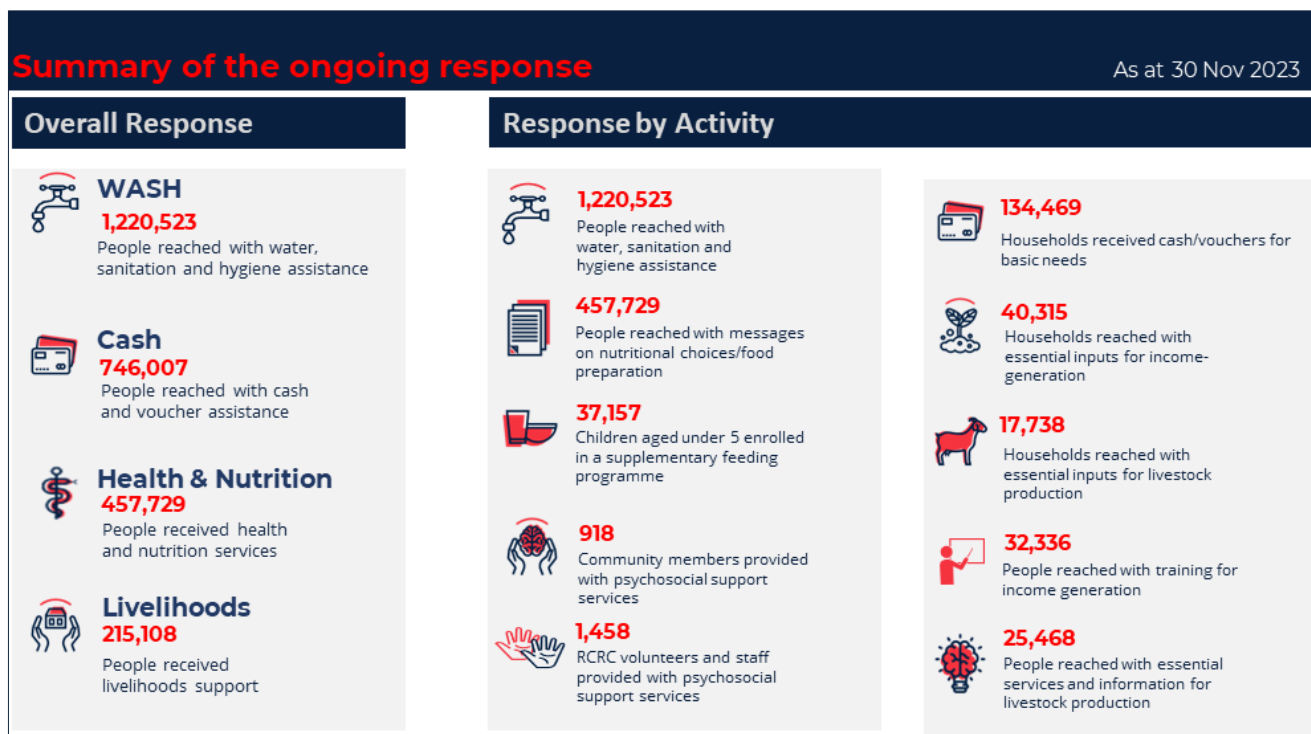 Summary of the ongoing response
As at 30 Nov 2023
Overall Response
WASH
1,220,523
People reached with water,
sanitation and hygiene assistance
Cash
746,007
People reached with cash
and voucher assistance
Health & Nutrition
457,729
People received health
and nutrition services
Livelihoods
215,108
People received
livelihoods support
Response by Activity
1,220,523
People reached with
water, sanitation and
hygiene assistance
457,729
People reached with messages
on nutritional choices/food
preparation
37,157
Children aged under 5 enrolled
in a supplementary feeding
programme
918
Community members provided
with psychosocial support
services
1,458
RCRC volunteers and staff
provided with psychosocial
support services
134,469
Households received cash/vouchers for
basic needs
40,315
Households reached with
essential inputs for income-
generation
17,738
Households reached with
essential inputs for livestock
production
32,336
People reached with training for
income generation
25,468
People reached with essential
services and information for
livestock production